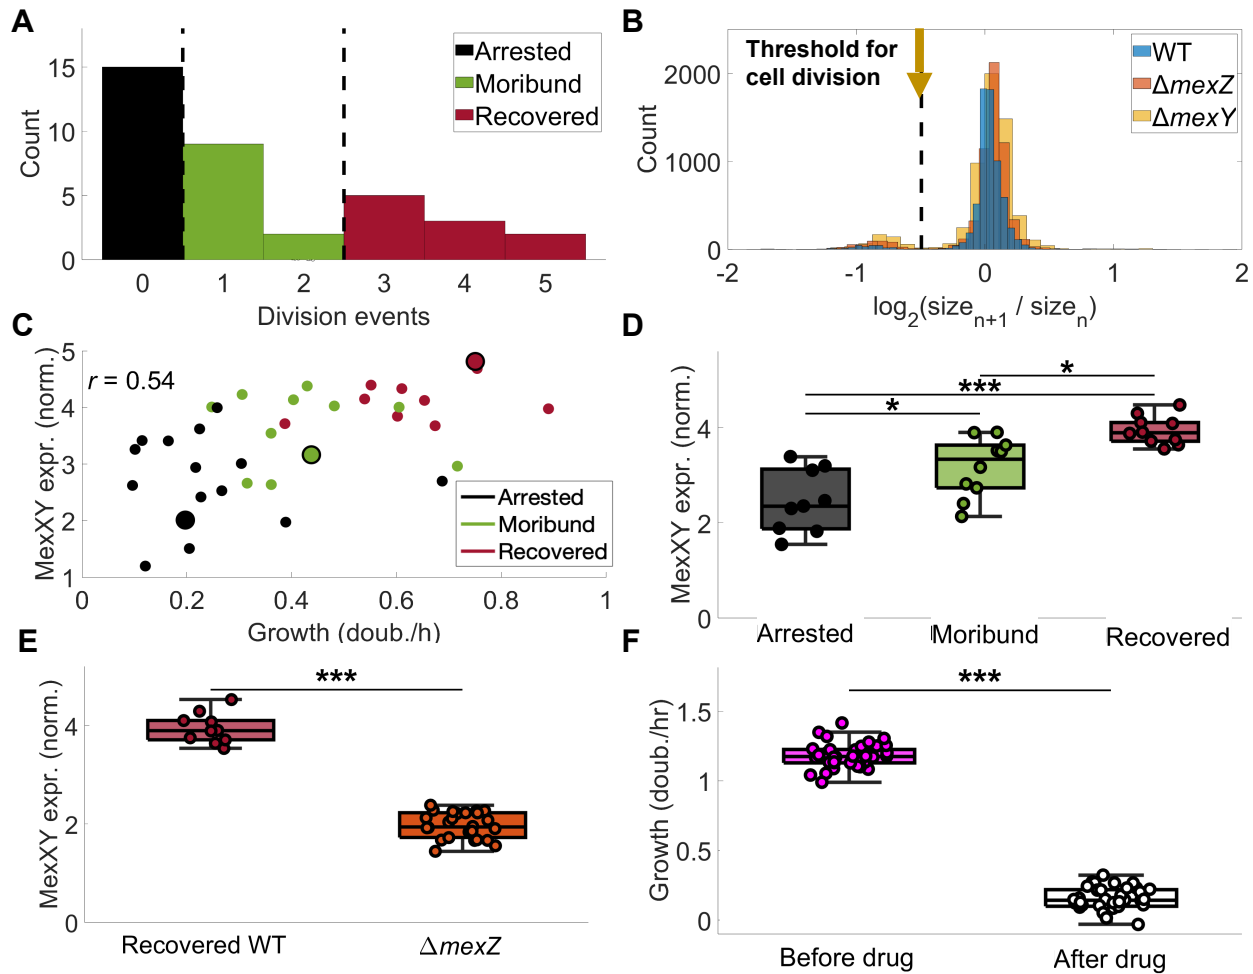 A
Arrested
Moribund
Recovered
Count
15
10
5
0
0 1 2 3 4 5
Division events
B
Threshold for
cell division
WT
ΔmexZ
ΔmexY
Count
2000
1000
0
-2 -1 0 1 2
log2(sizen+1 / sizen)
C
r = 0.54
MexXY expr. (norm.)
5
4
3
2
1
Arrested
Moribund
Recovered
0 0.2 0.4 0.6 0.8 1
Growth (doub./h)
D
*
***
*
MexXY expr. (norm.)
4
2
0
Arrested Moribund Recovered
E
***
MexXY expr. (norm.)
4
2
0
Recovered WT ΔmexZ
F
***
Growth (doub./hr)
1.5
1
0.5
0
Before drug After drug